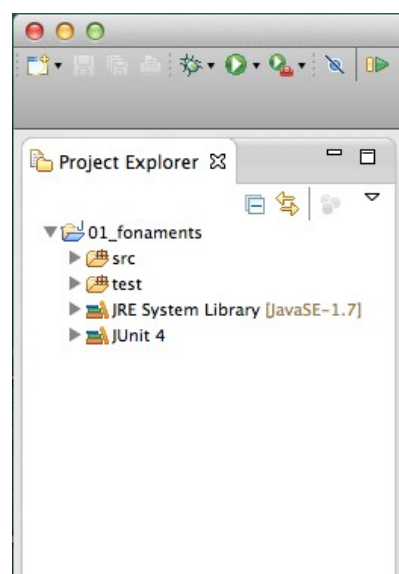 Project Explorer
01_fonaments
src
test
JRE System Library [JavaSE-1.7]
JUnit 4